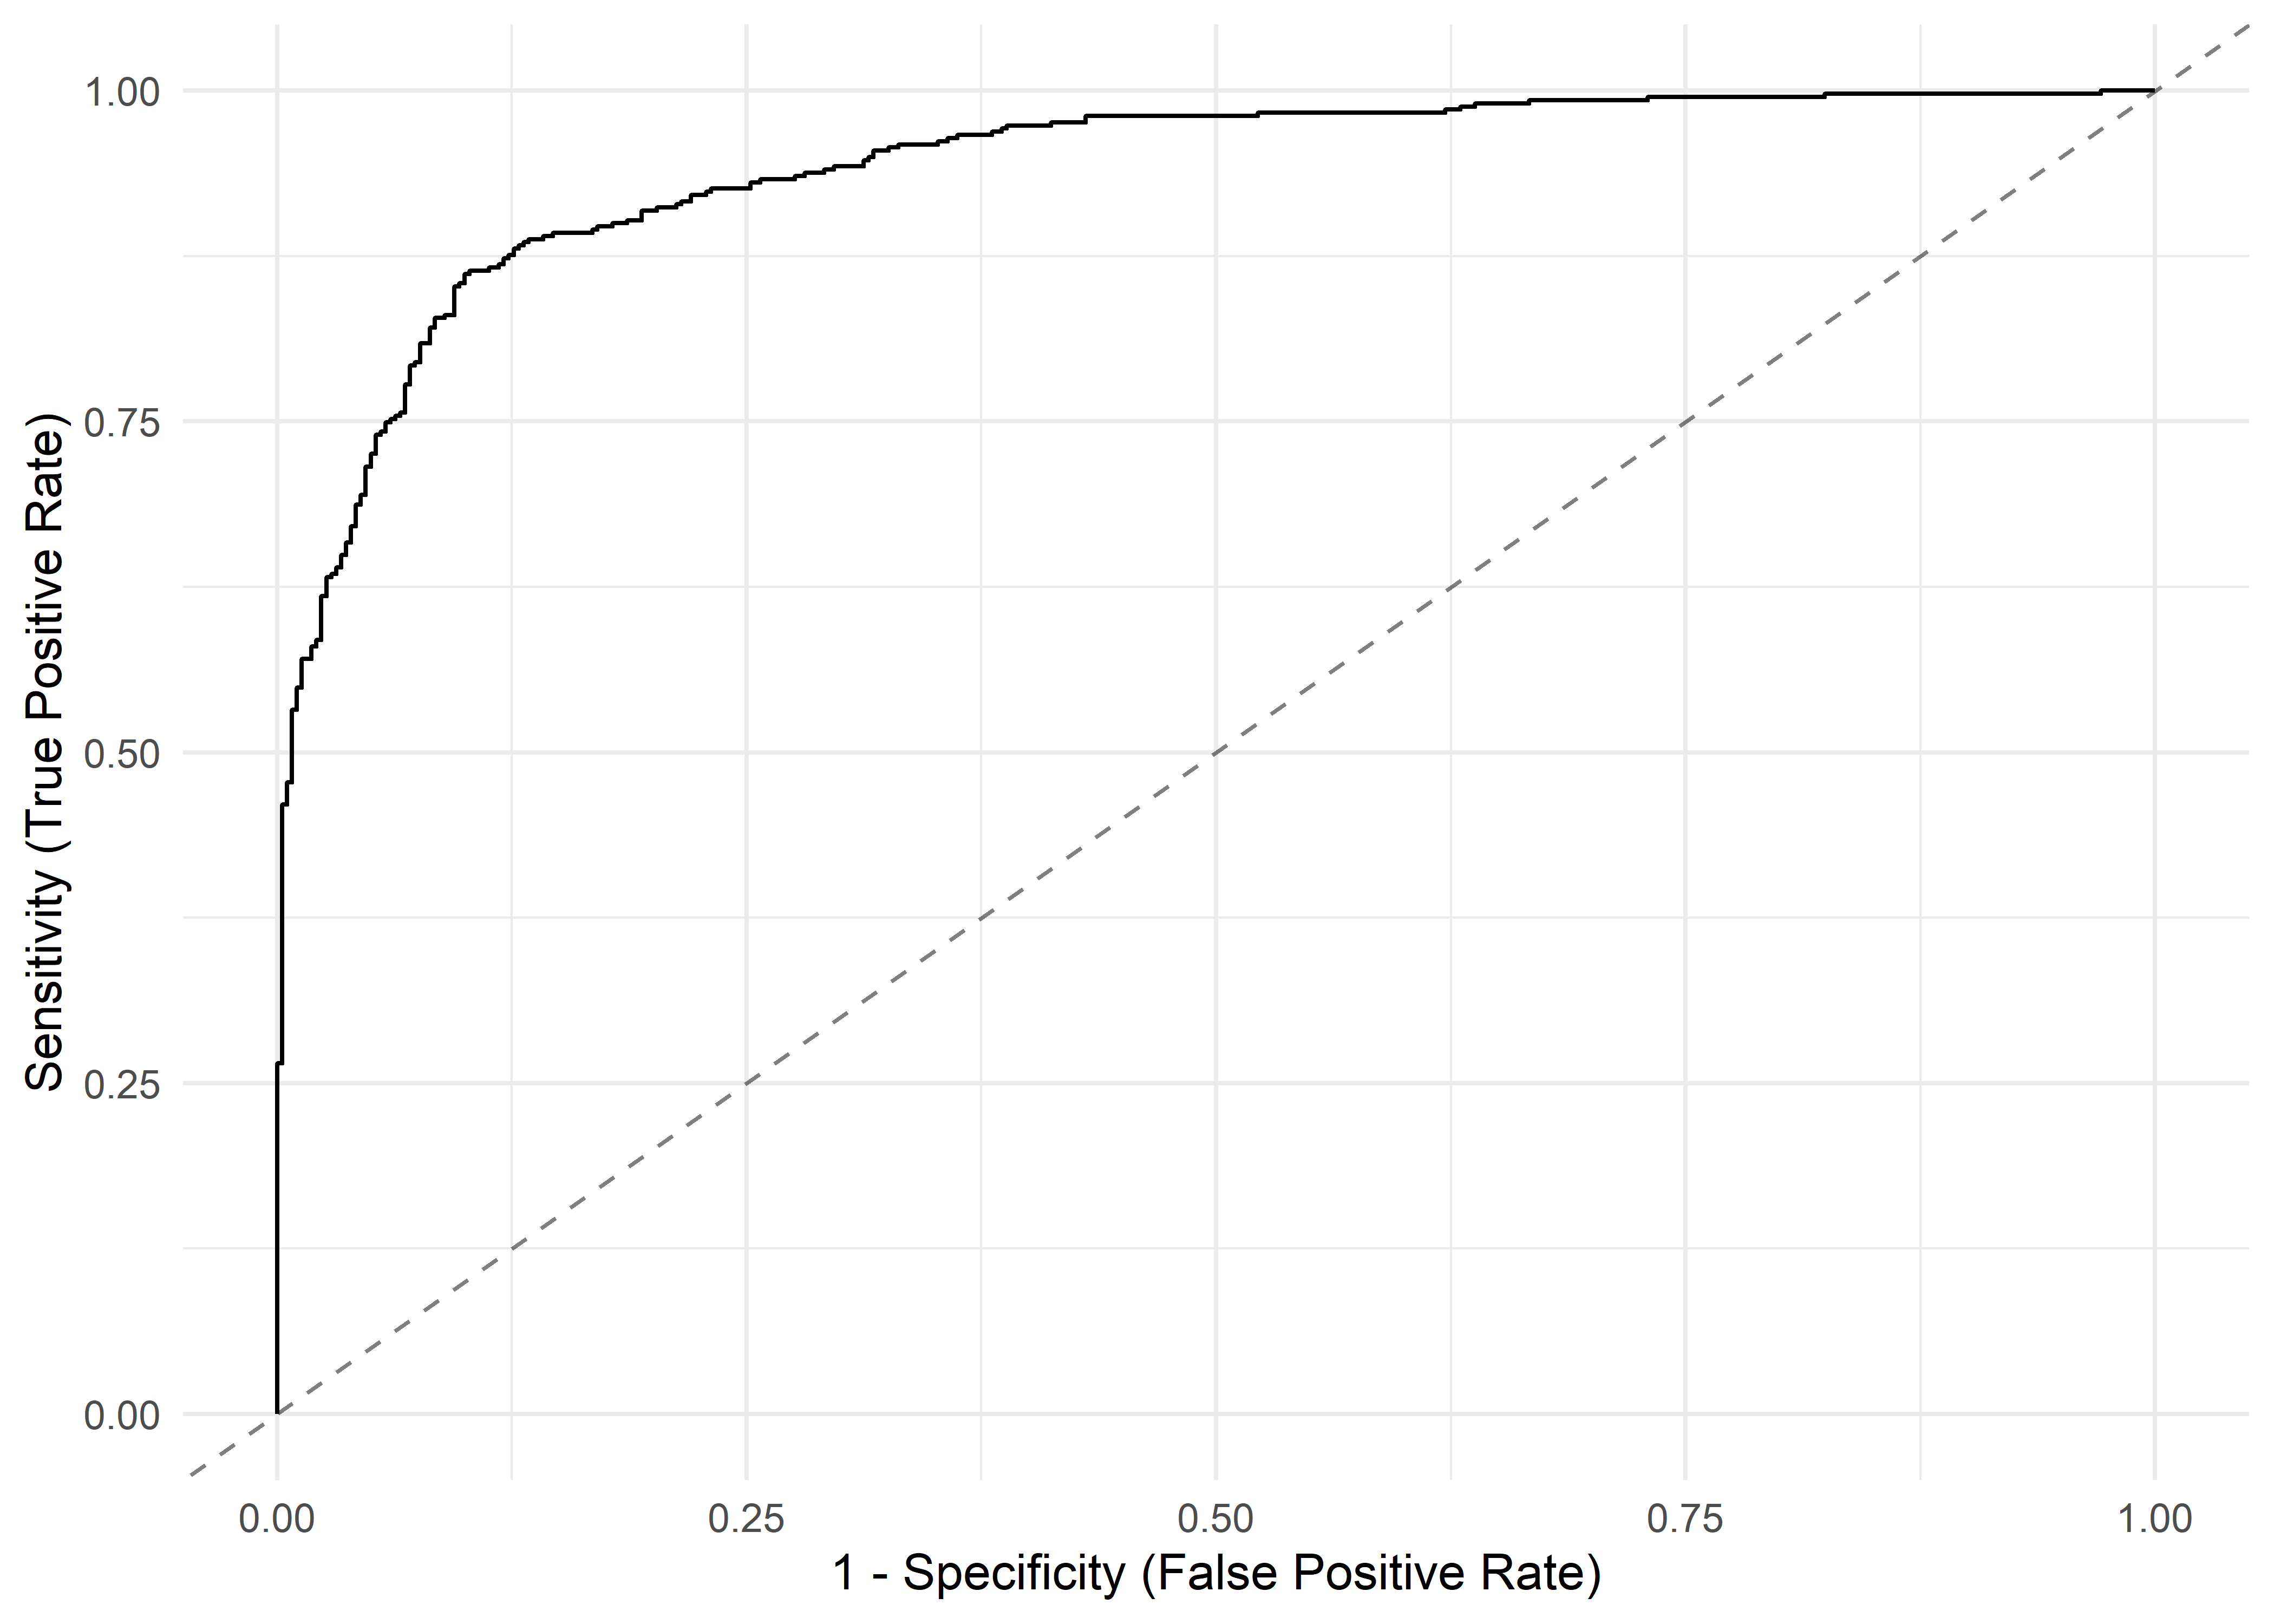 Sensitivity (True Positive Rate)
1.00
0.75
0.50
0.25
0.00
0.00 0.25 0.50 0.75 1.00
1 - Specificity (False Positive Rate)